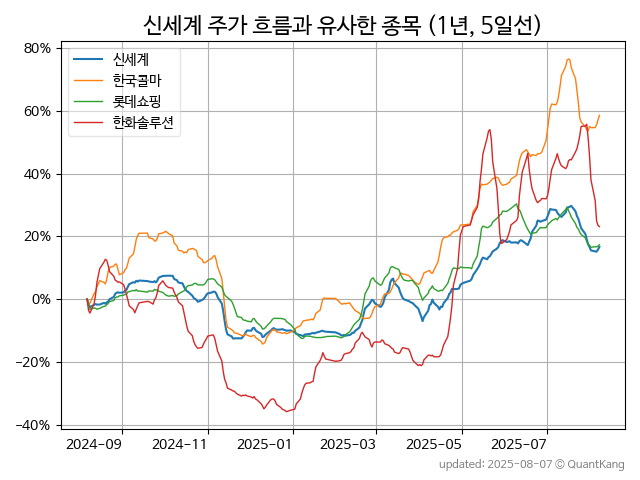 신세계 주가 흐름과 유사한 종목 (1년, 5일선)
신세계
한국콜마
롯데쇼핑
한화솔루션
80%
60%
40%
20%
0%
−20%
−40%
2024-09
2024-11
2025-01
2025-03
2025-05
2025-07
updated: 2025-08-07 © QuantKang